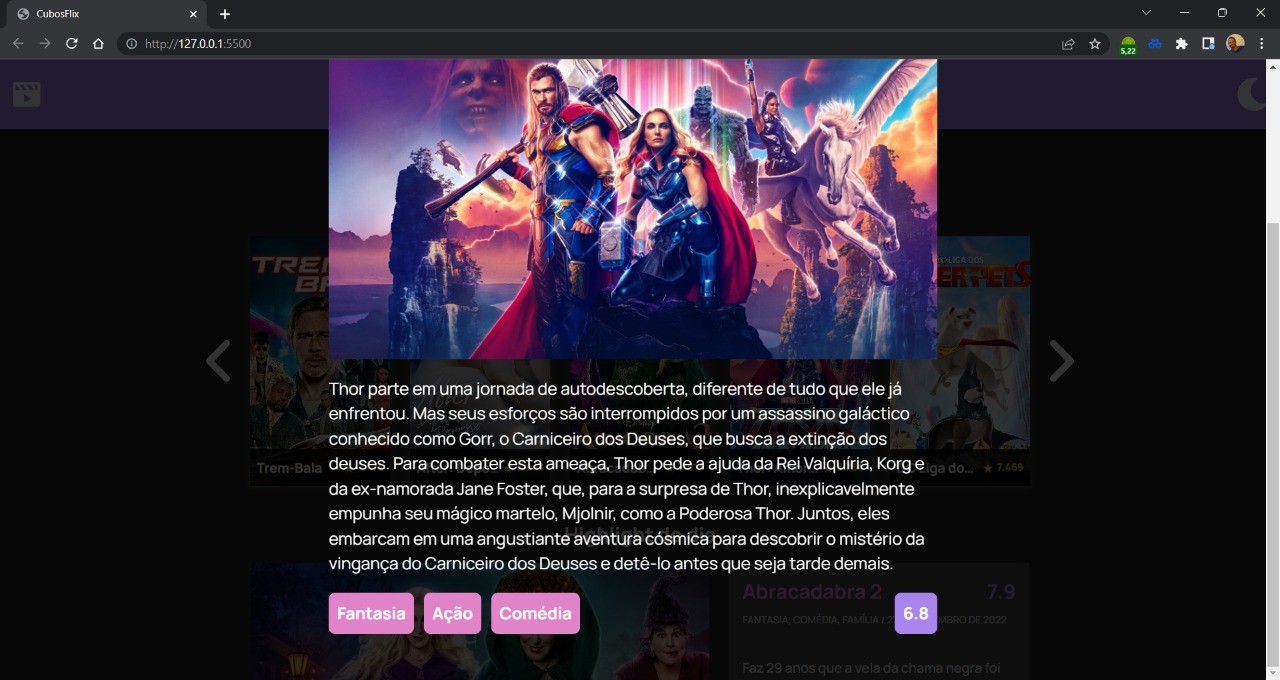 CubosFlix
http://127.0.0.1:5500
5,22
Thor parte em uma jornada de autodescoberta, diferente de tudo que ele já
enfrentou. Mas seus esforços são interrompidos por um assassino galáctico
conhecido como Gorr, o Carniceiro dos Deuses, que busca a extinção dos
deuses. Para combater esta ameaça, Thor pede a ajuda da Rei Valquíria, Korg e
da ex-namorada Jane Foster, que, para a surpresa de Thor, inexplicavelmente
empunha seu mágico martelo, Mjolnir, como a Poderosa Thor. Juntos, eles
embarcam em uma angustiante aventura cósmica para descobrir o mistério da
vingança do Carniceiro dos Deuses e detê-lo antes que seja tarde demais.
Fantasia Ação Comédia 6.8
Trem-Bala
Liga do... ★ 7.469
Highlight do dia
Abracadabra 2 7.9
FANTASIA, COMÉDIA, FAMÍLIA / DE 2022
Faz 29 anos que a vela da chama negra foi